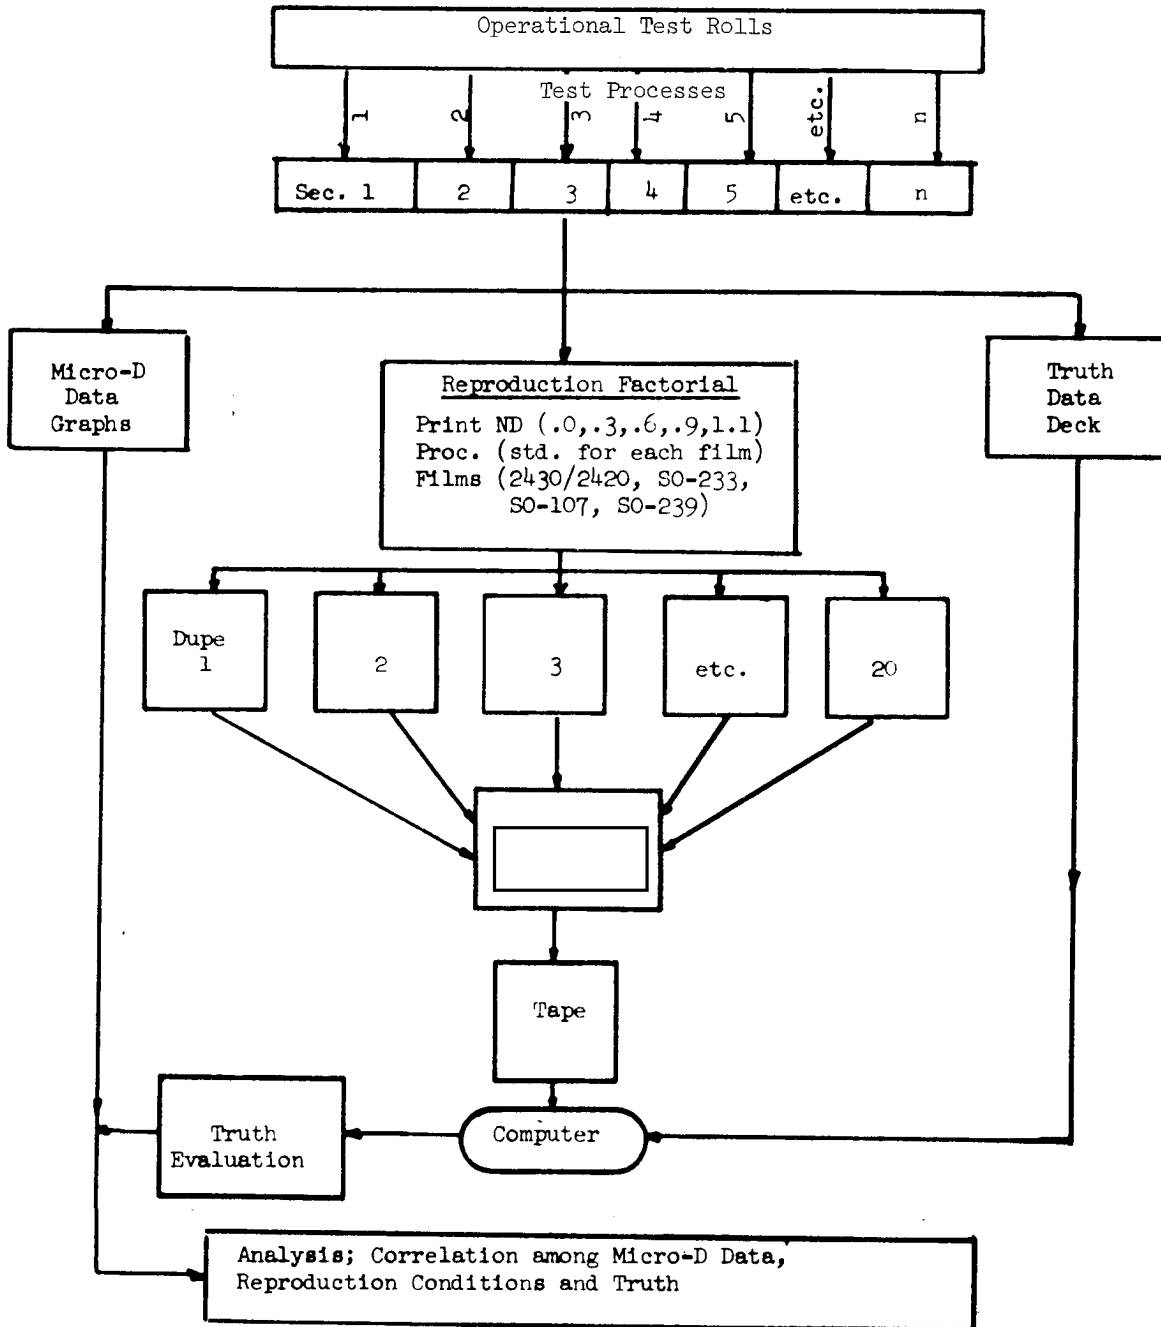 Operational Test Rolls
Test Processes
1 2 3 4 5 etc. n
Sec. 1 2 3 4 5 etc. n
Micro-D
Data
Graphs
Reproduction Factorial
Print ND (.0,.3,.6,.9,1.1)
Proc. (std. for each film)
Films (2430/2420, SO-233,
SO-107, SO-239)
Truth
Data
Deck
Dupe
1 2 3 etc. 20
Tape
Computer
Truth
Evaluation
Analysis; Correlation among Micro-D Data,
Reproduction Conditions and Truth